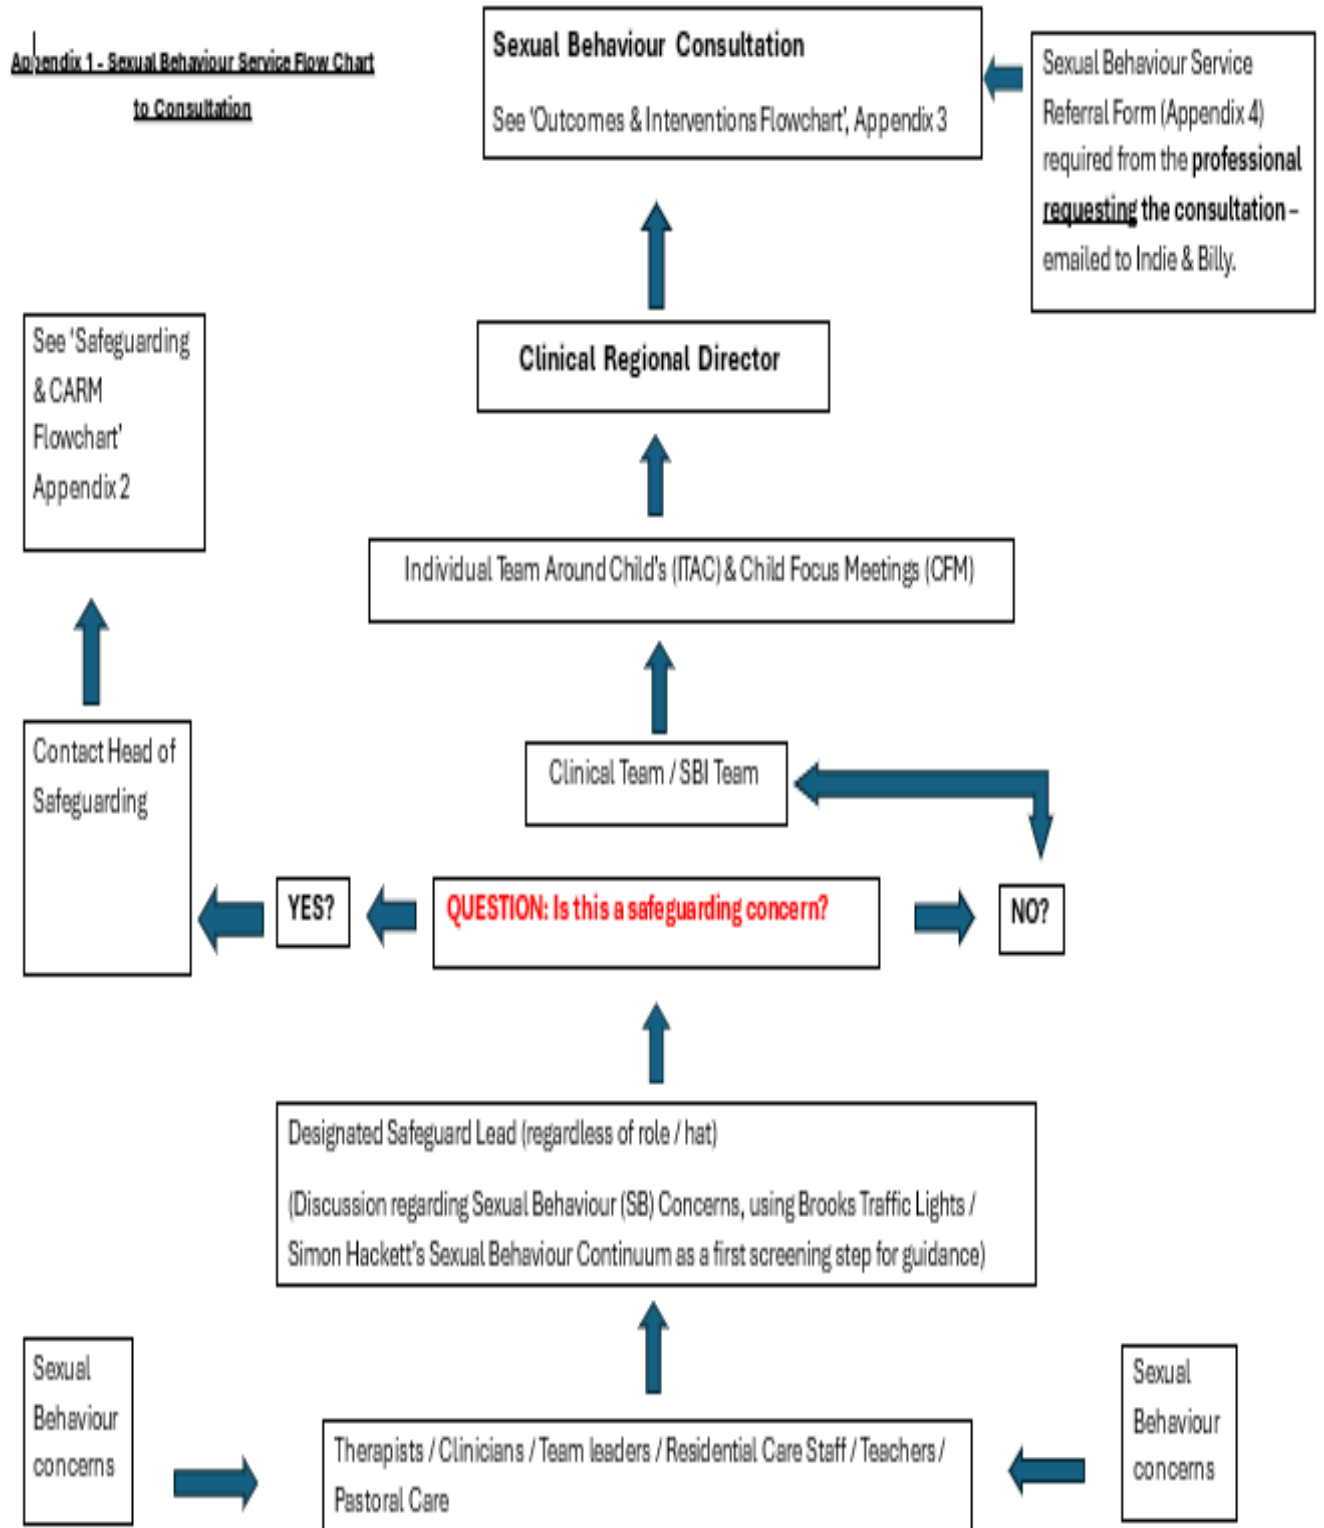 Appendix 1 - Sexual Behaviour Service Flow Chart
to Consultation
Sexual Behaviour Consultation
See ‘Outcomes & Interventions Flowchart’, Appendix 3
Sexual Behaviour Service
Referral Form (Appendix 4)
required from the professional
requesting the consultation –
emailed to Indie & Billy.
See ‘Safeguarding
& CARM
Flowchart’
Appendix 2
Clinical Regional Director
Individual Team Around Child's (ITAC) & Child Focus Meetings (CFM)
Contact Head of
Safeguarding
Clinical Team / SBI Team
YES?
QUESTION: Is this a safeguarding concern?
NO?
Designated Safeguard Lead (regardless of role / hat)
(Discussion regarding Sexual Behaviour (SB) Concerns, using Brooks Traffic Lights /
Simon Hackett's Sexual Behaviour Continuum as a first screening step for guidance)
Sexual
Behaviour
concerns
Therapists / Clinicians / Team leaders / Residential Care Staff / Teachers /
Pastoral Care
Sexual
Behaviour
concerns